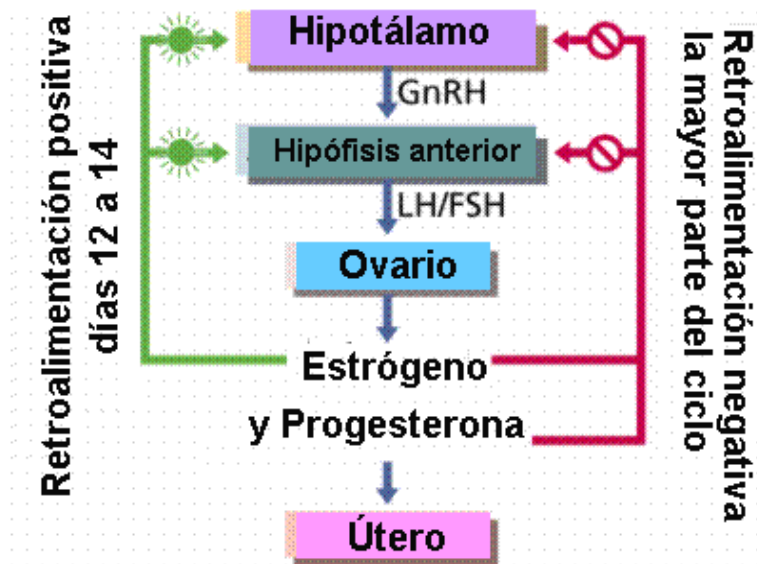 Hipotálamo
GnRH
Hipófisis anterior
LH/FSH
Ovario
Estrógeno
y Progesterona
Útero
Retroalimentación positiva
días 12 a 14
Retroalimentación negativa
la mayor parte del ciclo